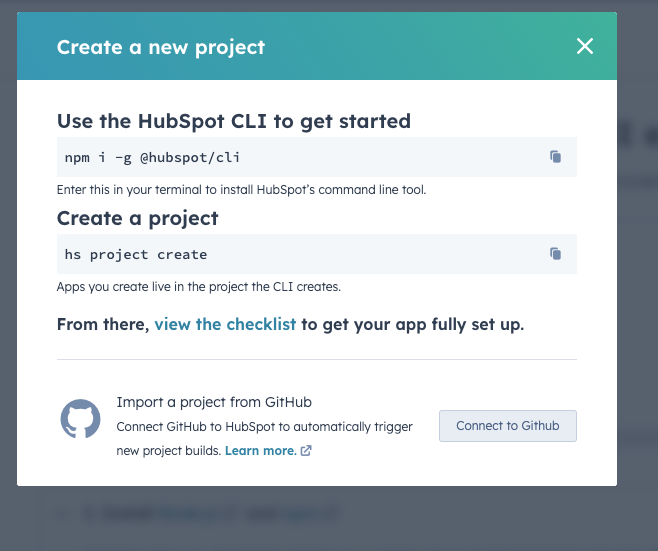 Create a new project
Use the HubSpot CLI to get started
npm i -g @hubspot/cli
Enter this in your terminal to install HubSpot's command line tool.
Create a project
hs project create
Apps you create live in the project the CLI creates.
From there, view the checklist to get your app fully set up.
Import a project from GitHub
Connect GitHub to HubSpot to automatically trigger
new project builds. Learn more.
Connect to Github